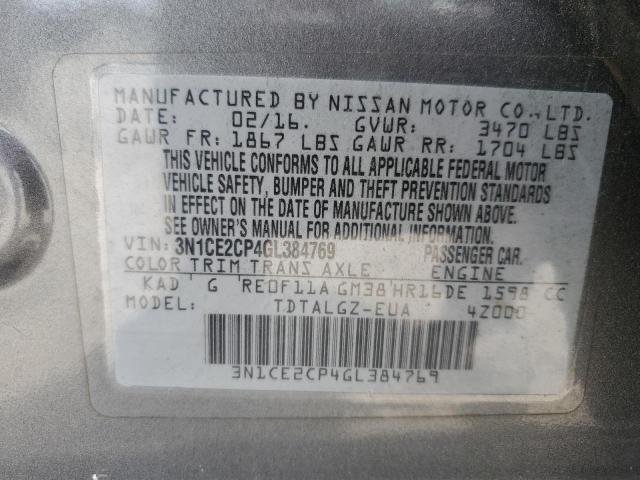 MANUFACTURED BY NISSAN MOTOR CO., LTD.
DATE: 02/16. GVWR: 3470 LBS
GAWR FR: 1867 LBS GAWR RR: 1704 LBS
THIS VEHICLE CONFORMS TO ALL APPLICABLE FEDERAL MOTOR
VEHICLE SAFETY, BUMPER AND THEFT PREVENTION STANDARDS
IN EFFECT ON THE DATE OF MANUFACTURE SHOWN ABOVE.
SEE OWNER'S MANUAL FOR ADDITIONAL INFORMATION.
VIN: 3N1CE2CP4GL384769 PASSENGER CAR.
COLOR TRIM TRANS AXLE ENGINE
KAD G RE0F11A GM38 HR16DE 1598 CC
MODEL: TDTALGZ-EUA 4Z000
3N1CE2CP4GL384769